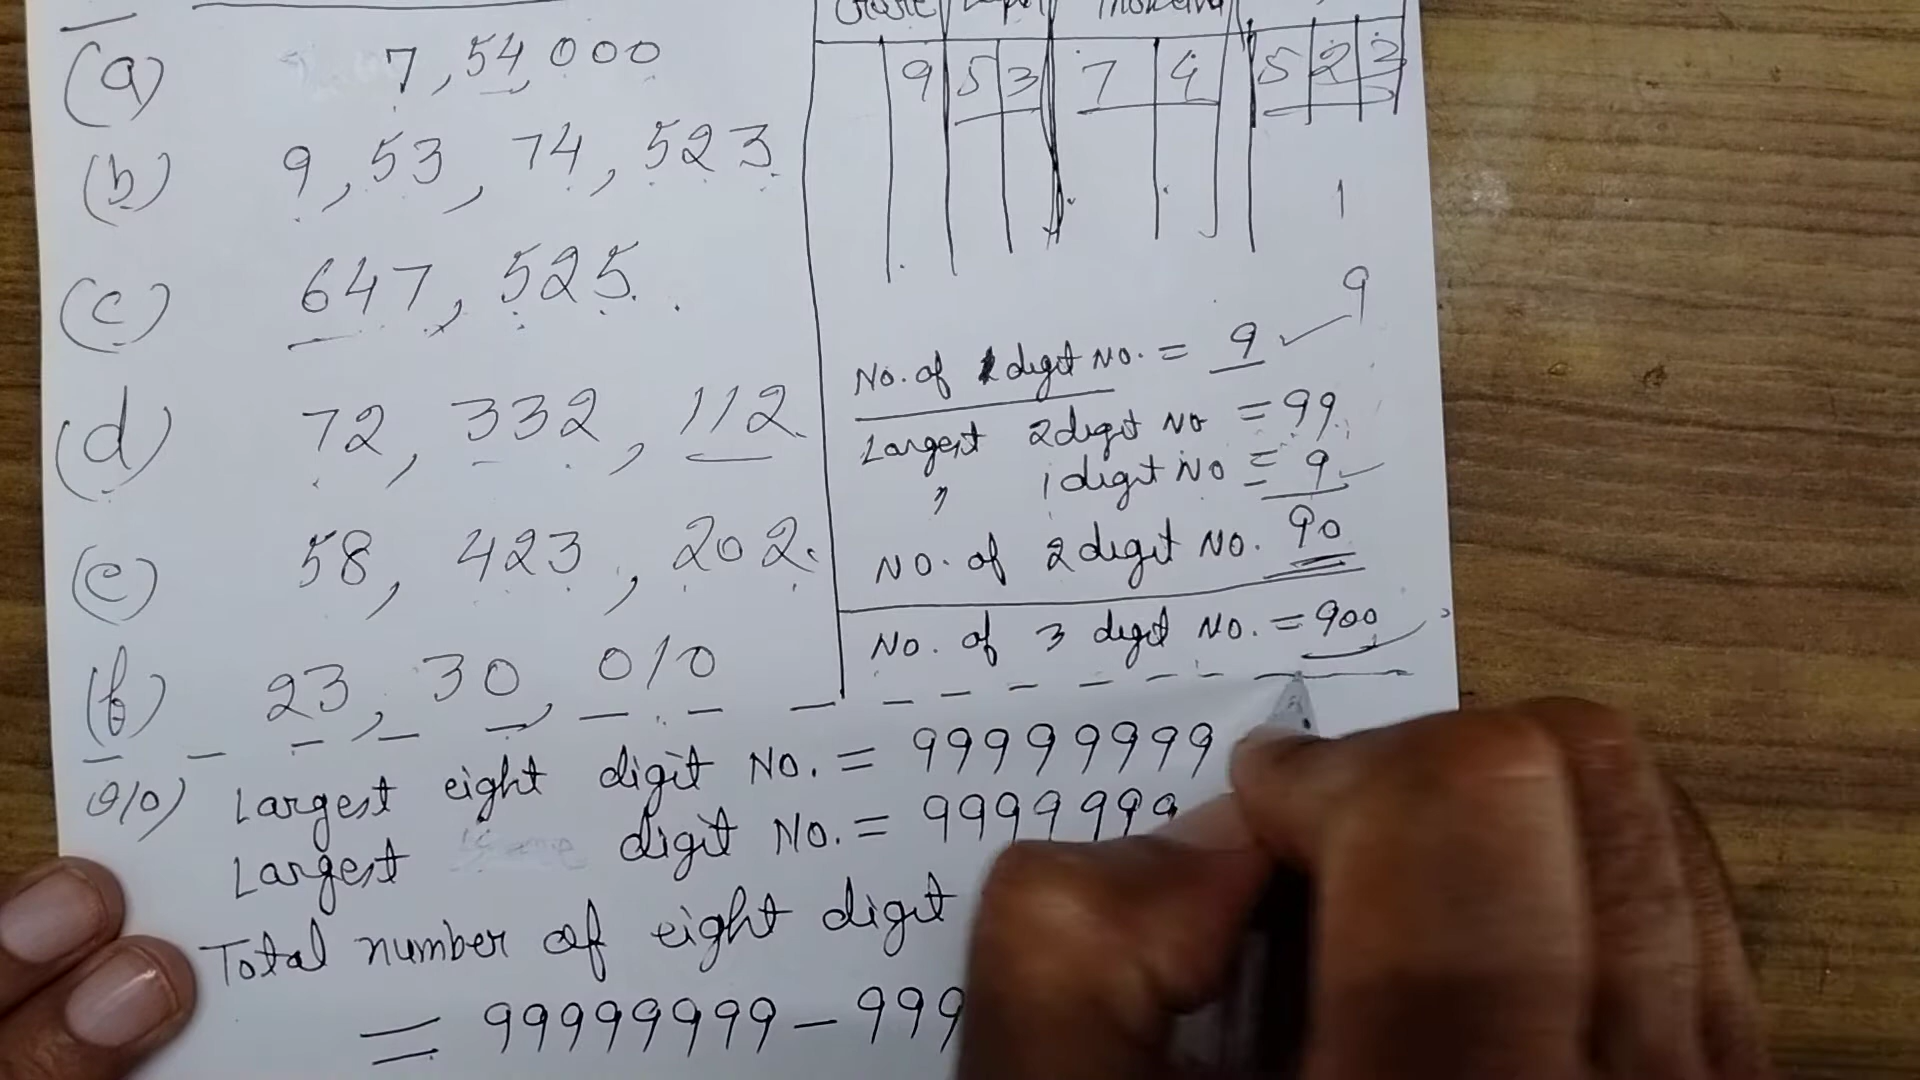 (a) 7,54,000
(b) 9,53,74,523
(c) 647,525.
(d) 72,332,112.
(e) 58,423,202.
(f) 23,30,010
9 5 3 7 4 5 2 3
1
9
No. of 1 digit No. = 9
Largest 2 digit No = 99
" 1 digit No = 9
No. of 2 digit No. 90
No. of 3 digit No. = 900
Q10) Largest eight digit No. = 99999999
Largest digit No. = 9999999
Total number of eight digit
= 99999999 - 999